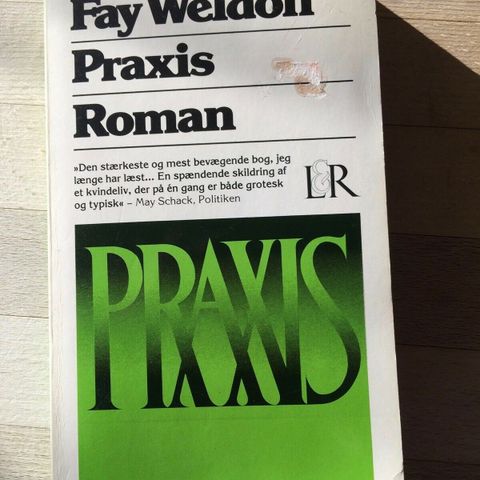 Fay Weldon
Praxis
Roman
»Den stærkeste og mest bevægende bog, jeg
længe har læst... En spændende skildring af
et kvindeliv, der på én gang er både grotesk
og typisk« – May Schack, Politiken
L&R
PRAXIS